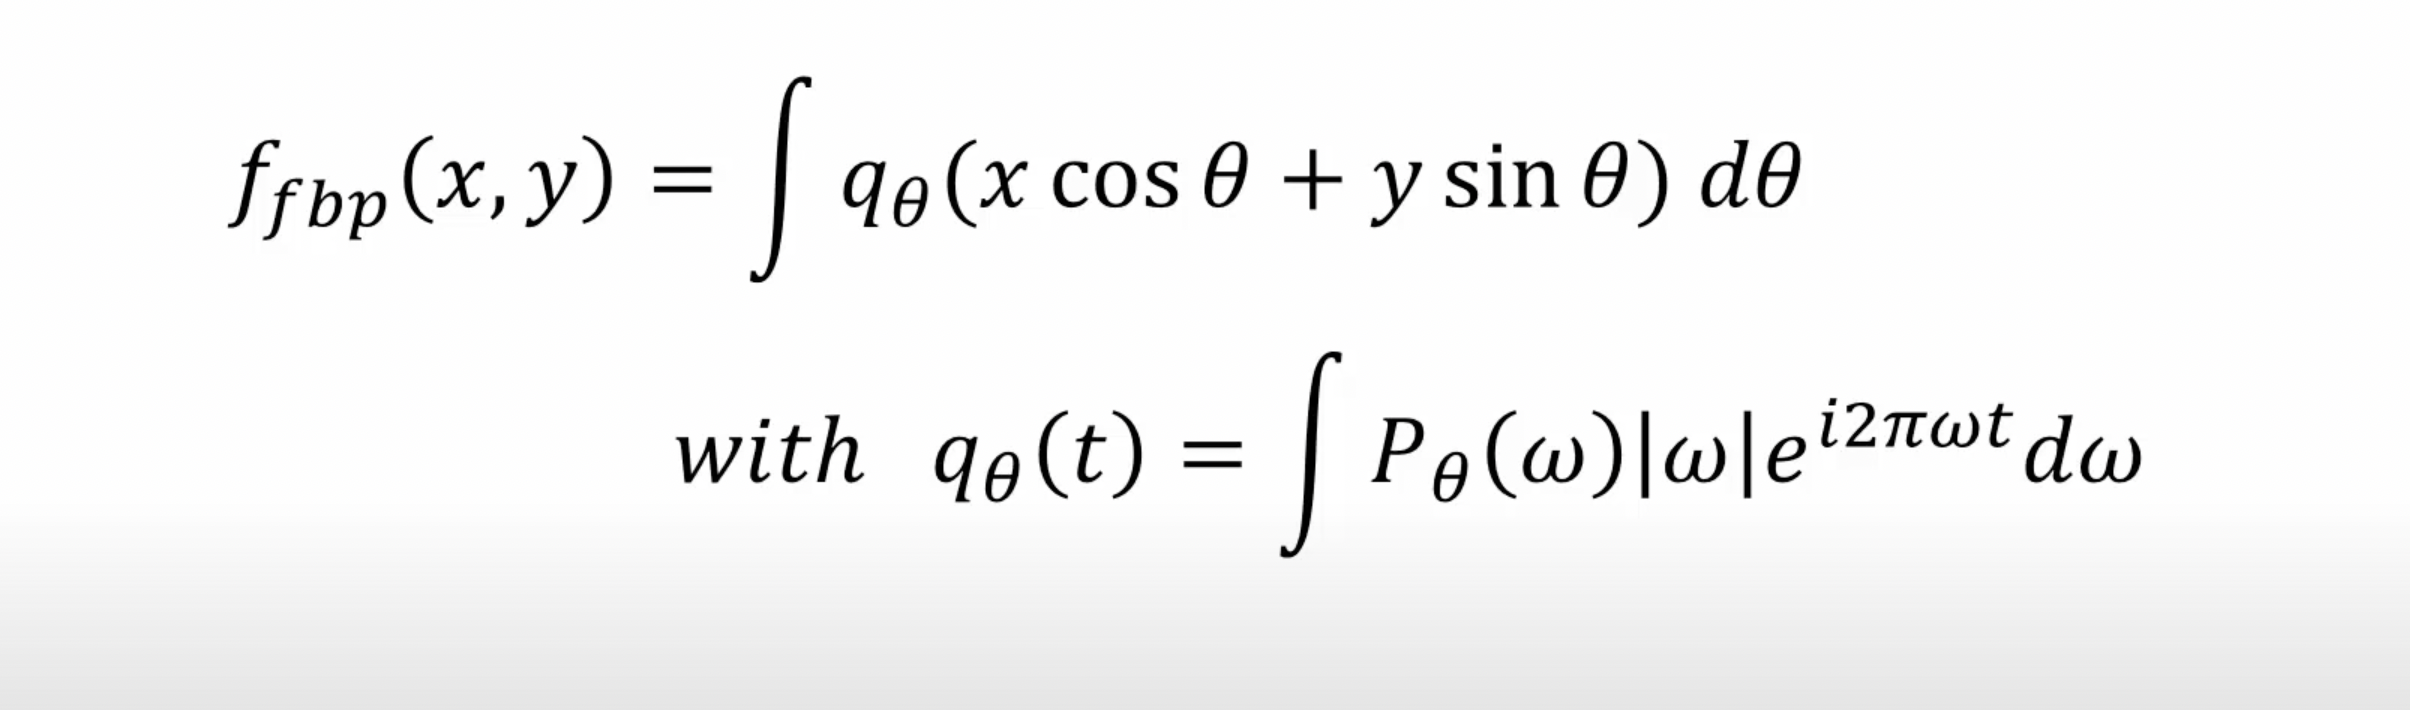 f_{fbp}(x, y) = ∫ q_θ(x cos θ + y sin θ) dθ
with q_θ(t) = ∫ P_θ(ω)|ω|e^{i2πωt} dω